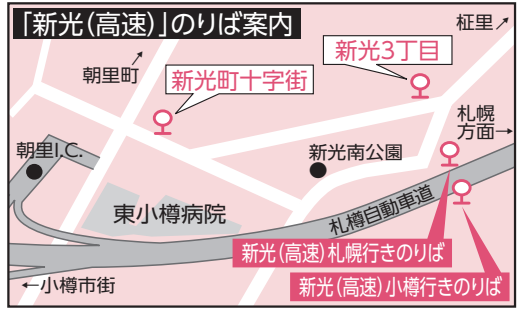 「新光(高速)」のりば案内
柾里↗
朝里町↗
新光3丁目
新光町十字街
札幌
方面→
朝里I.C.
新光南公園
東小樽病院
札樽自動車道
新光(高速)札幌行きのりば
新光(高速)小樽行きのりば
←小樽市街